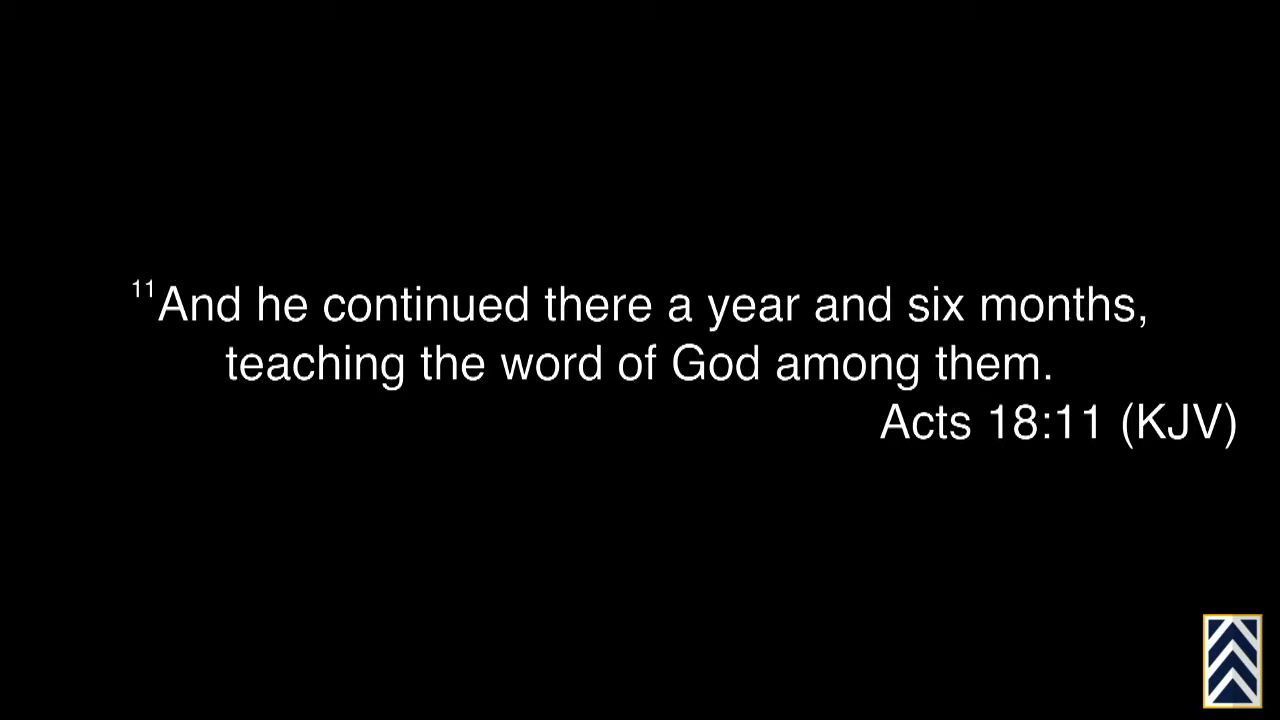 11And he continued there a year and six months,
teaching the word of God among them.
Acts 18:11 (KJV)